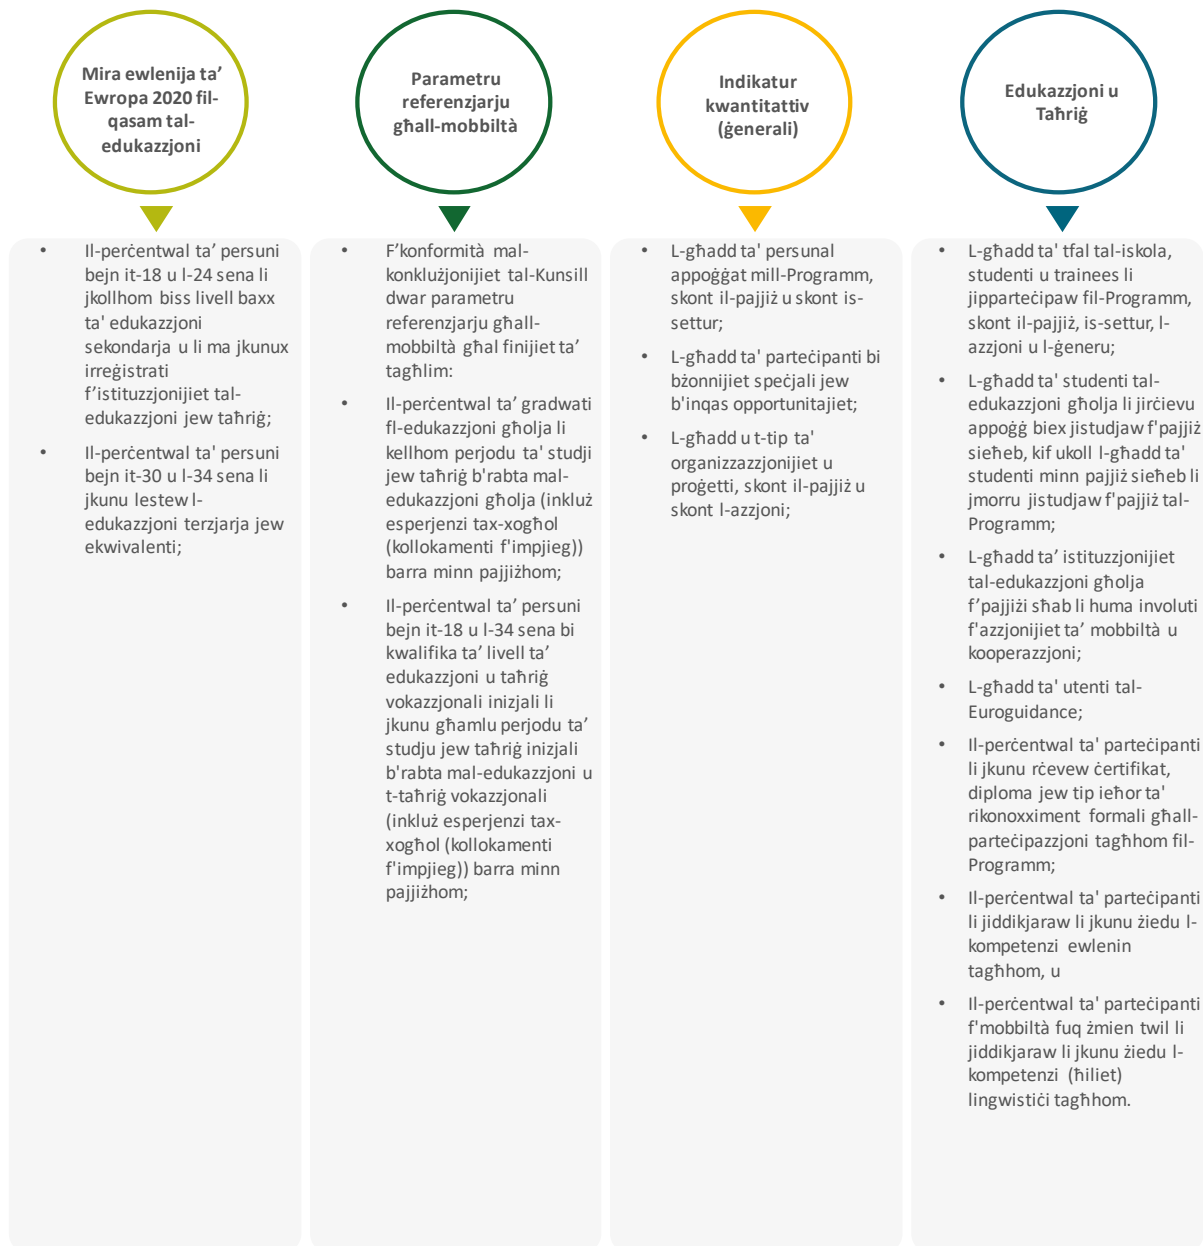 Mira ewlenija ta’
Ewropa 2020 fil-
qasam tal-
edukazzjoni
• Il-perċentwal ta’ persuni
bejn it-18 u l-24 sena li
jkollhom biss livell baxx
ta' edukazzjoni
sekondarja u li ma jkunux
irreġistrati
f’istituzzjonijiet tal-
edukazzjoni jew taħriġ;
• Il-perċentwal ta' persuni
bejn it-30 u l-34 sena li
jkunu lestew l-
edukazzjoni terzjarja jew
ekwivalenti;
Parametru
referenzjarju
għall-mobbiltà
• F’konformità mal-
konklużjonijiet tal-Kunsill
dwar parametru
referenzjarju għall-
mobbiltà għal finijiet ta’
tagħlim:
• Il-perċentwal ta’ gradwati
fl-edukazzjoni għolja li
kellhom perjodu ta' studji
jew taħriġ b'rabta mal-
edukazzjoni għolja (inkluż
esperjenzi tax-xogħol
(kollokamenti f'impjieg))
barra minn pajjiżhom;
• Il-perċentwal ta’ persuni
bejn it-18 u l-34 sena bi
kwalifika ta’ livell ta’
edukazzjoni u taħriġ
vokazzjonali inizjali li
jkunu għamlu perjodu ta’
studju jew taħriġ inizjali
b'rabta mal-edukazzjoni u
t-taħriġ vokazzjonali
(inkluż esperjenzi tax-
xogħol (kollokamenti
f'impjieg)) barra minn
pajjiżhom;
Indikatur
kwantitattiv
(ġenerali)
• L-għadd ta' persunal
appoġġat mill-Programm,
skont il-pajjiż u skont is-
settur;
• L-għadd ta' parteċipanti bi
bżonnijiet speċjali jew
b'inqas opportunitajiet;
• L-għadd u t-tip ta'
organizzazzjonijiet u
proġetti, skont il-pajjiż u
skont l-azzjoni;
Edukazzjoni u
Taħriġ
• L-għadd ta' tfal tal-iskola,
studenti u trainees li
jipparteċipaw fil-Programm,
skont il-pajjiż, is-settur, l-
azzjoni u l-ġeneru;
• L-għadd ta' studenti tal-
edukazzjoni għolja li jirċievu
appoġġ biex jistudjaw f'pajjiż
sieħeb, kif ukoll l-għadd ta'
studenti minn pajjiż sieħeb li
jmorru jistudjaw f'pajjiż tal-
Programm;
• L-għadd ta’ istituzzjonijiet
tal-edukazzjoni għolja
f’pajjiżi sħab li huma involuti
f'azzjonijiet ta’ mobbiltà u
kooperazzjoni;
• L-għadd ta' utenti tal-
Euroguidance;
• Il-perċentwal ta' parteċipanti
li jkunu rċevew ċertifikat,
diploma jew tip ieħor ta'
rikonoxximent formali għall-
parteċipazzjoni tagħhom fil-
Programm;
• Il-perċentwal ta' parteċipanti
li jiddikjaraw li jkunu żiedu l-
kompetenzi ewlenin
tagħhom, u
• Il-perċentwal ta' parteċipanti
f'mobbiltà fuq żmien twil li
jiddikjaraw li jkunu żiedu l-
kompetenzi (ħiliet)
lingwistiċi tagħhom.